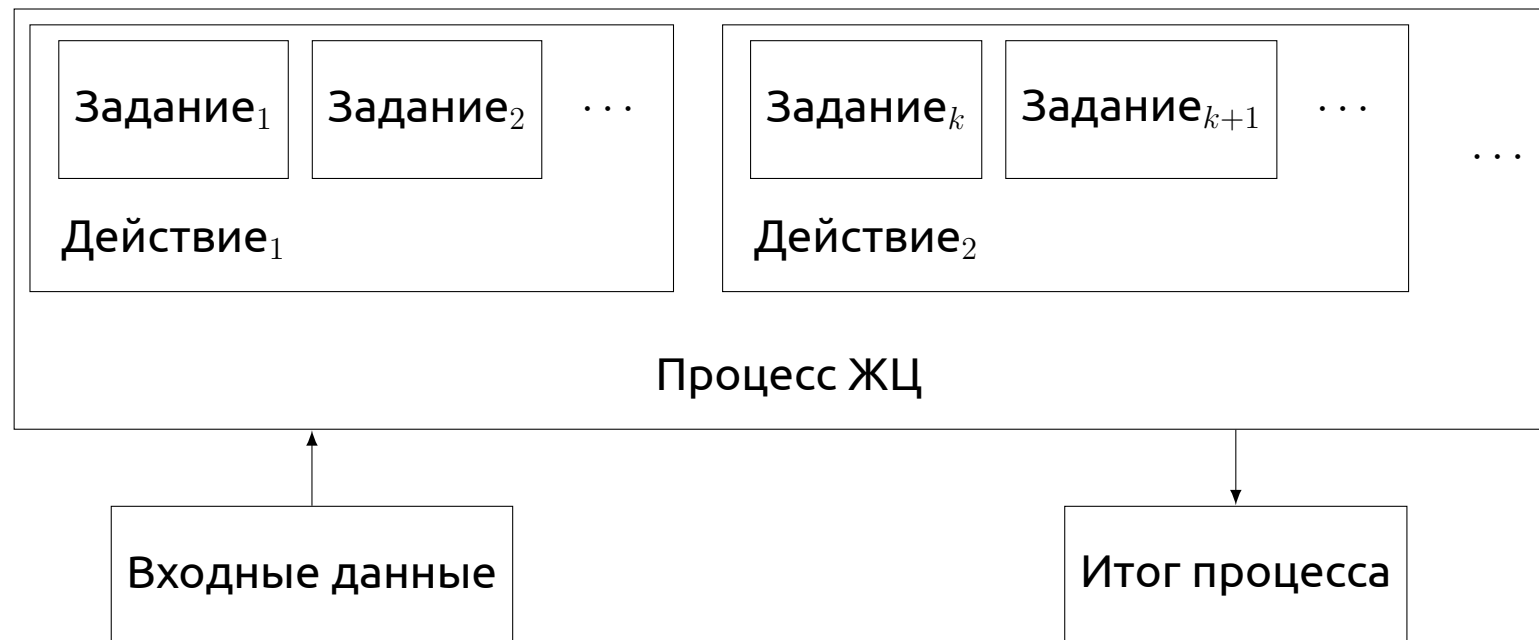 Задание₁ Задание₂ ... Задание_k Задание_{k+1} ...
...
Действие₁ Действие₂
Процесс ЖЦ
Входные данные Итог процесса